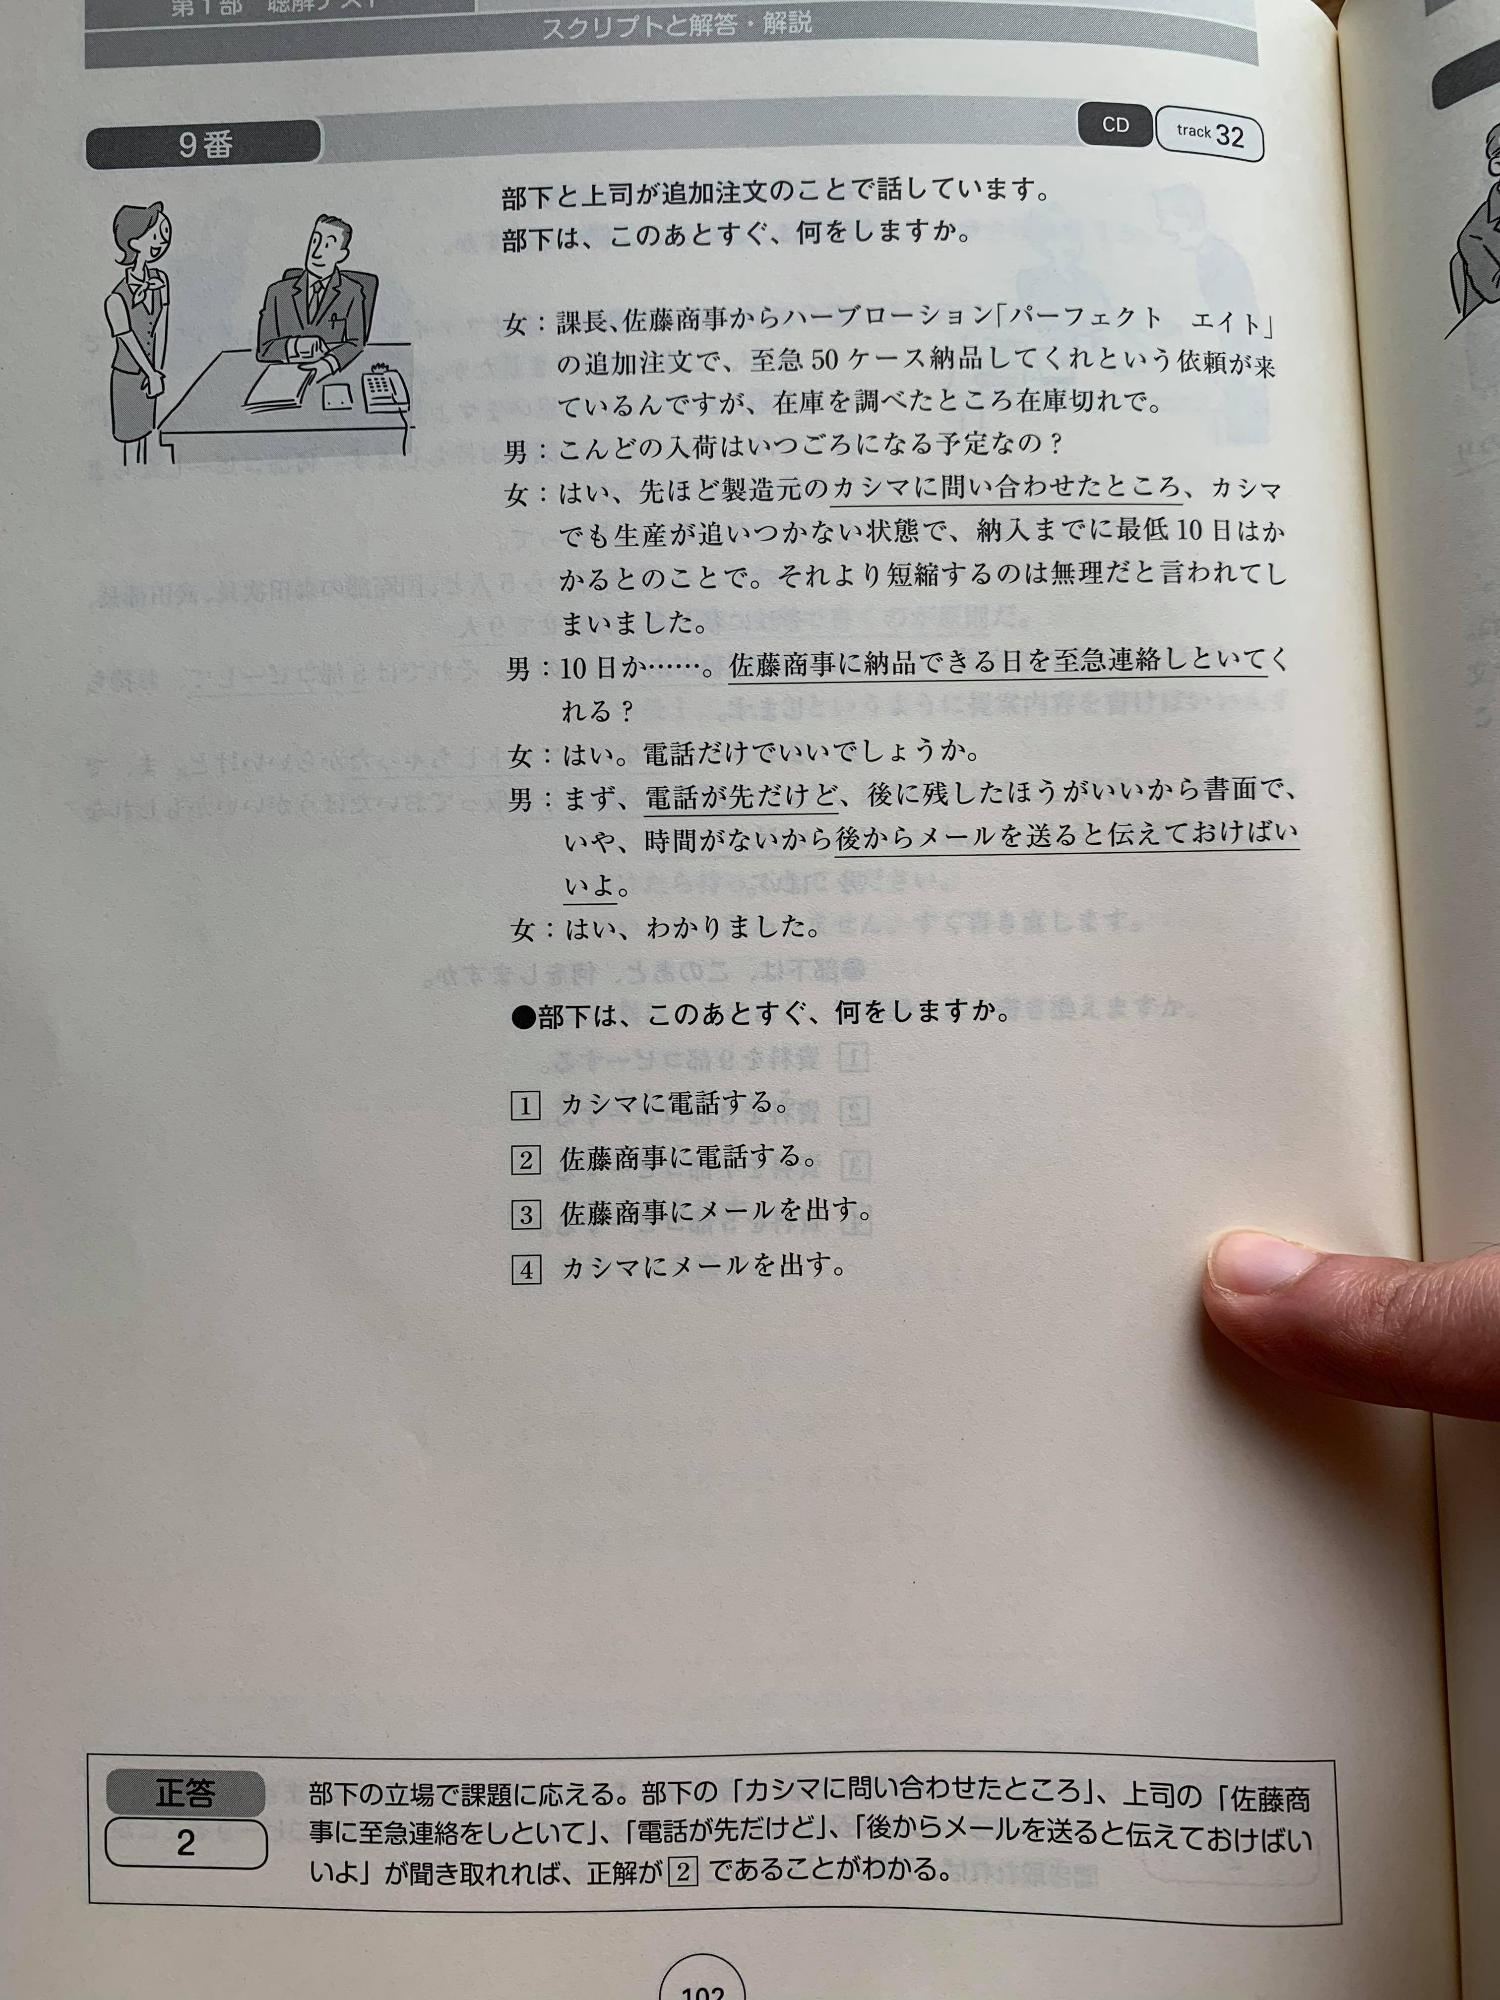 第1部 聴解テスト
スクリプトと解答・解説
9番
CD
track 32
部下と上司が追加注文のことで話しています。
部下は、このあとすぐ、何をしますか。
女：課長、佐藤商事からハーブローション「パーフェクト　エイト」
の追加注文で、至急50ケース納品してくれという依頼が来
ているんですが、在庫を調べたところ在庫切れで。
男：こんどの入荷はいつごろになる予定なの？
女：はい、先ほど製造元のカシマに問い合わせたところ、カシマ
でも生産が追いつかない状態で、納入までに最低10日はか
かるとのことで。それより短縮するのは無理だと言われてし
まいました。
男：10日か……。佐藤商事に納品できる日を至急連絡しといてく
れる？
女：はい。電話だけでいいでしょうか。
男：まず、電話が先だけど、後に残したほうがいいから書面で、
いや、時間がないから後からメールを送ると伝えておけばい
いよ。
女：はい、わかりました。
●部下は、このあとすぐ、何をしますか。
1 カシマに電話する。
2 佐藤商事に電話する。
3 佐藤商事にメールを出す。
4 カシマにメールを出す。
正答
2
部下の立場で課題に応える。部下の「カシマに問い合わせたところ」、上司の「佐藤商
事に至急連絡をしといて」、「電話が先だけど」、「後からメールを送ると伝えておけばい
いよ」が聞き取れれば、正解が2であることがわかる。
102